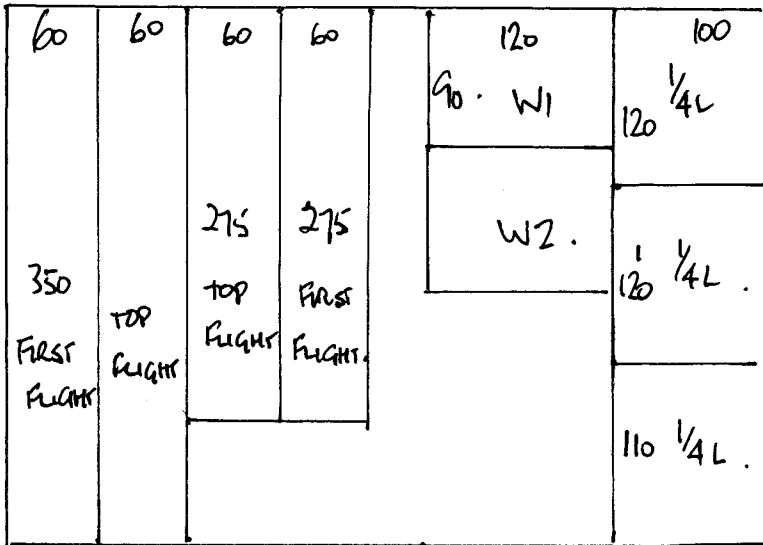 60 60 60 60 120 100
90. W1
120 1/4L
275 275
W2.
350
TOP FIRST
120 1/4L.
FIRST TOP FLIGHT FLIGHT.
FLIGHT FLIGHT
110 1/4L.